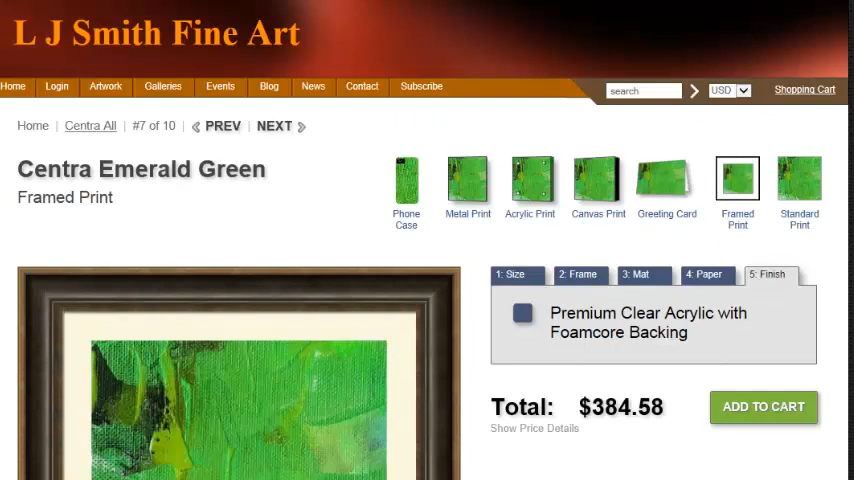 L J Smith Fine Art
Home Login Artwork Galleries Events Blog News Contact Subscribe search USD Shopping Cart
Home | Centra All | #7 of 10 | PREV NEXT
Centra Emerald Green
Framed Print
Phone Case
Metal Print
Acrylic Print
Canvas Print
Greeting Card
Framed Print
Standard Print
1: Size 2: Frame 3: Mat 4: Paper 5: Finish
Premium Clear Acrylic with
Foamcore Backing
Total: $384.58 ADD TO CART
Show Price Details